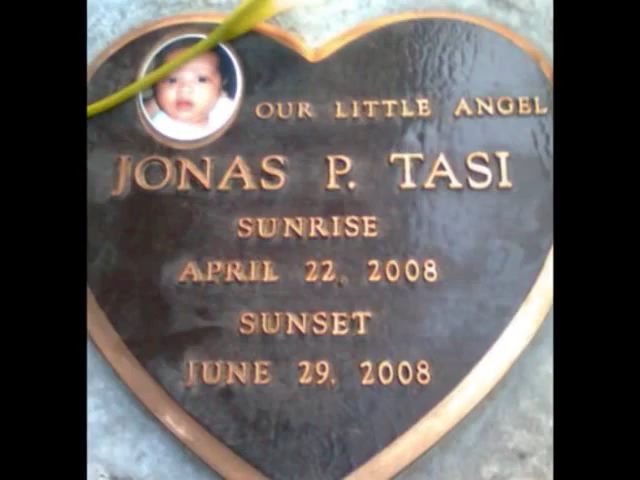 OUR LITTLE ANGEL
JONAS P. TASI
SUNRISE
APRIL 22, 2008
SUNSET
JUNE 29, 2008